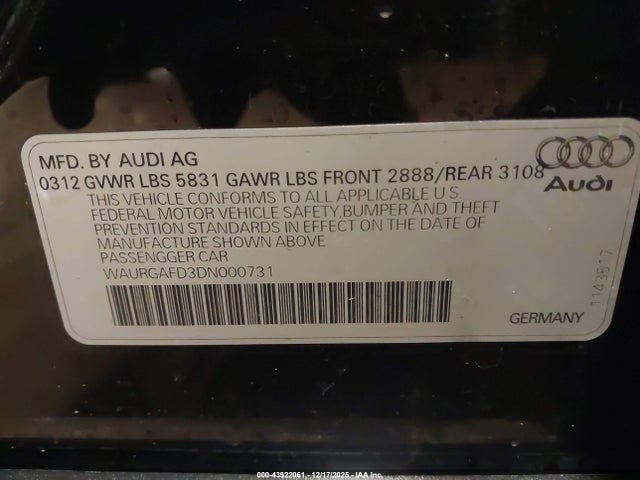 MFD. BY AUDI AG
0312 GVWR LBS 5831 GAWR LBS FRONT 2888/REAR 3108
Audi
THIS VEHICLE CONFORMS TO ALL APPLICABLE U S
FEDERAL MOTOR VEHICLE SAFETY,BUMPER AND THEFT
PREVENTION STANDARDS IN EFFECT ON THE DATE OF
MANUFACTURE SHOWN ABOVE
PASSENGGER CAR
WAURGAFD3DN000731
1143517
GERMANY
000-43922061 - 12/17/2025 - IAA Inc.